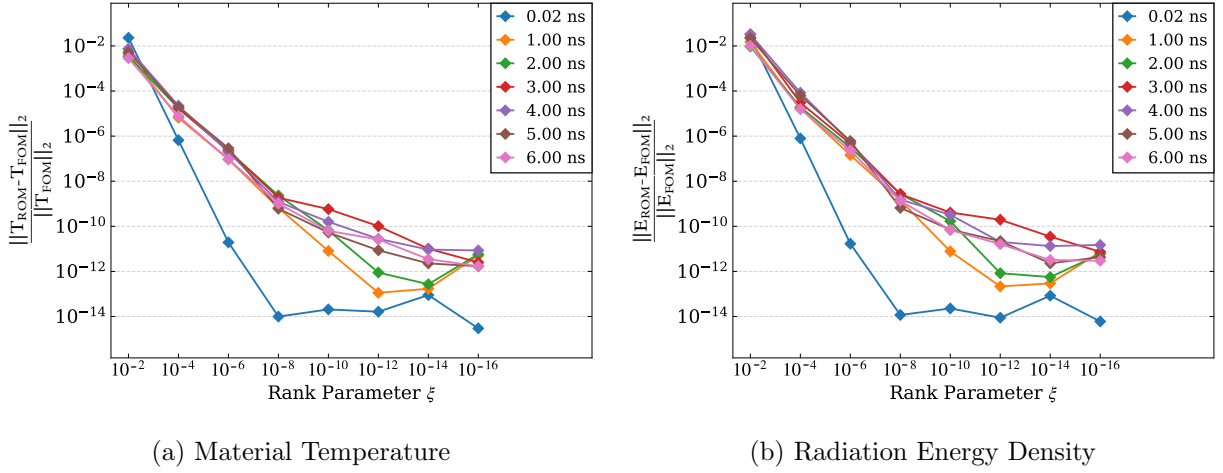 0.02 ns
1.00 ns
2.00 ns
3.00 ns
4.00 ns
5.00 ns
6.00 ns
10⁻²
10⁻⁴
10⁻⁶
10⁻⁸
10⁻¹⁰
10⁻¹²
10⁻¹⁴
||T_ROM-T_FOM||₂
||T_FOM||₂
10⁻² 10⁻⁴ 10⁻⁶ 10⁻⁸ 10⁻¹⁰ 10⁻¹² 10⁻¹⁴ 10⁻¹⁶
Rank Parameter ξ
(a) Material Temperature
0.02 ns
1.00 ns
2.00 ns
3.00 ns
4.00 ns
5.00 ns
6.00 ns
10⁻²
10⁻⁴
10⁻⁶
10⁻⁸
10⁻¹⁰
10⁻¹²
10⁻¹⁴
||E_ROM-E_FOM||₂
||E_FOM||₂
10⁻² 10⁻⁴ 10⁻⁶ 10⁻⁸ 10⁻¹⁰ 10⁻¹² 10⁻¹⁴ 10⁻¹⁶
Rank Parameter ξ
(b) Radiation Energy Density